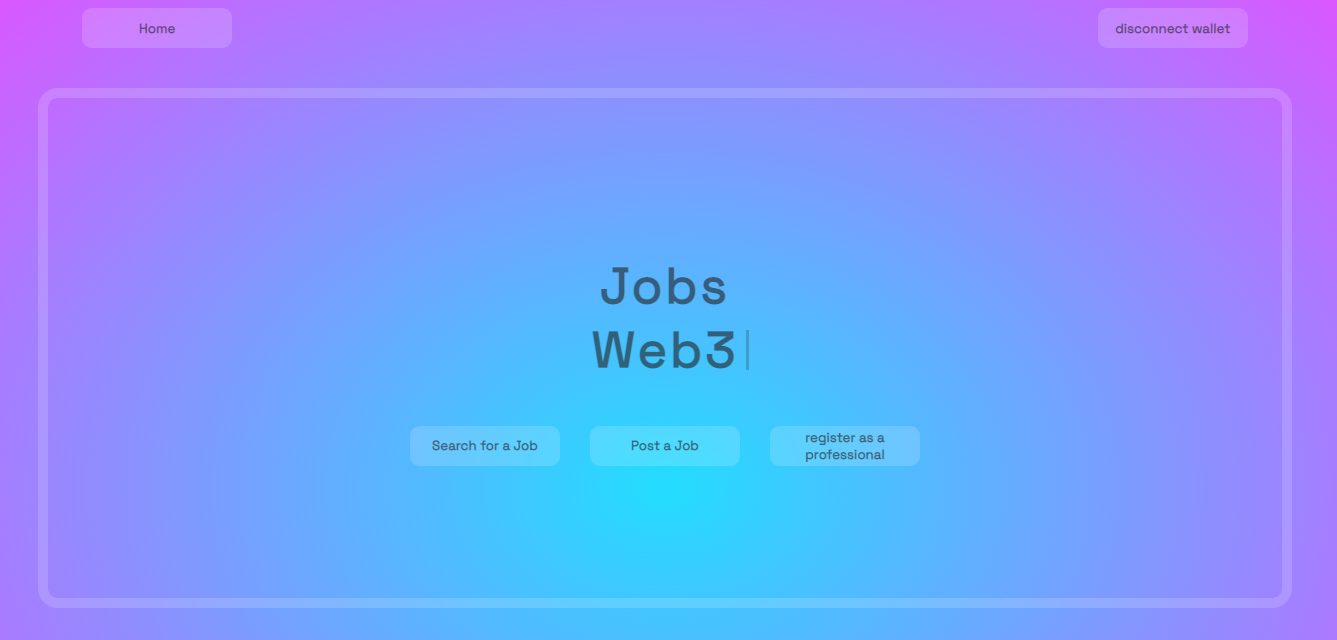 Home
disconnect wallet
Jobs
Web3
Search for a Job
Post a Job
register as a
professional